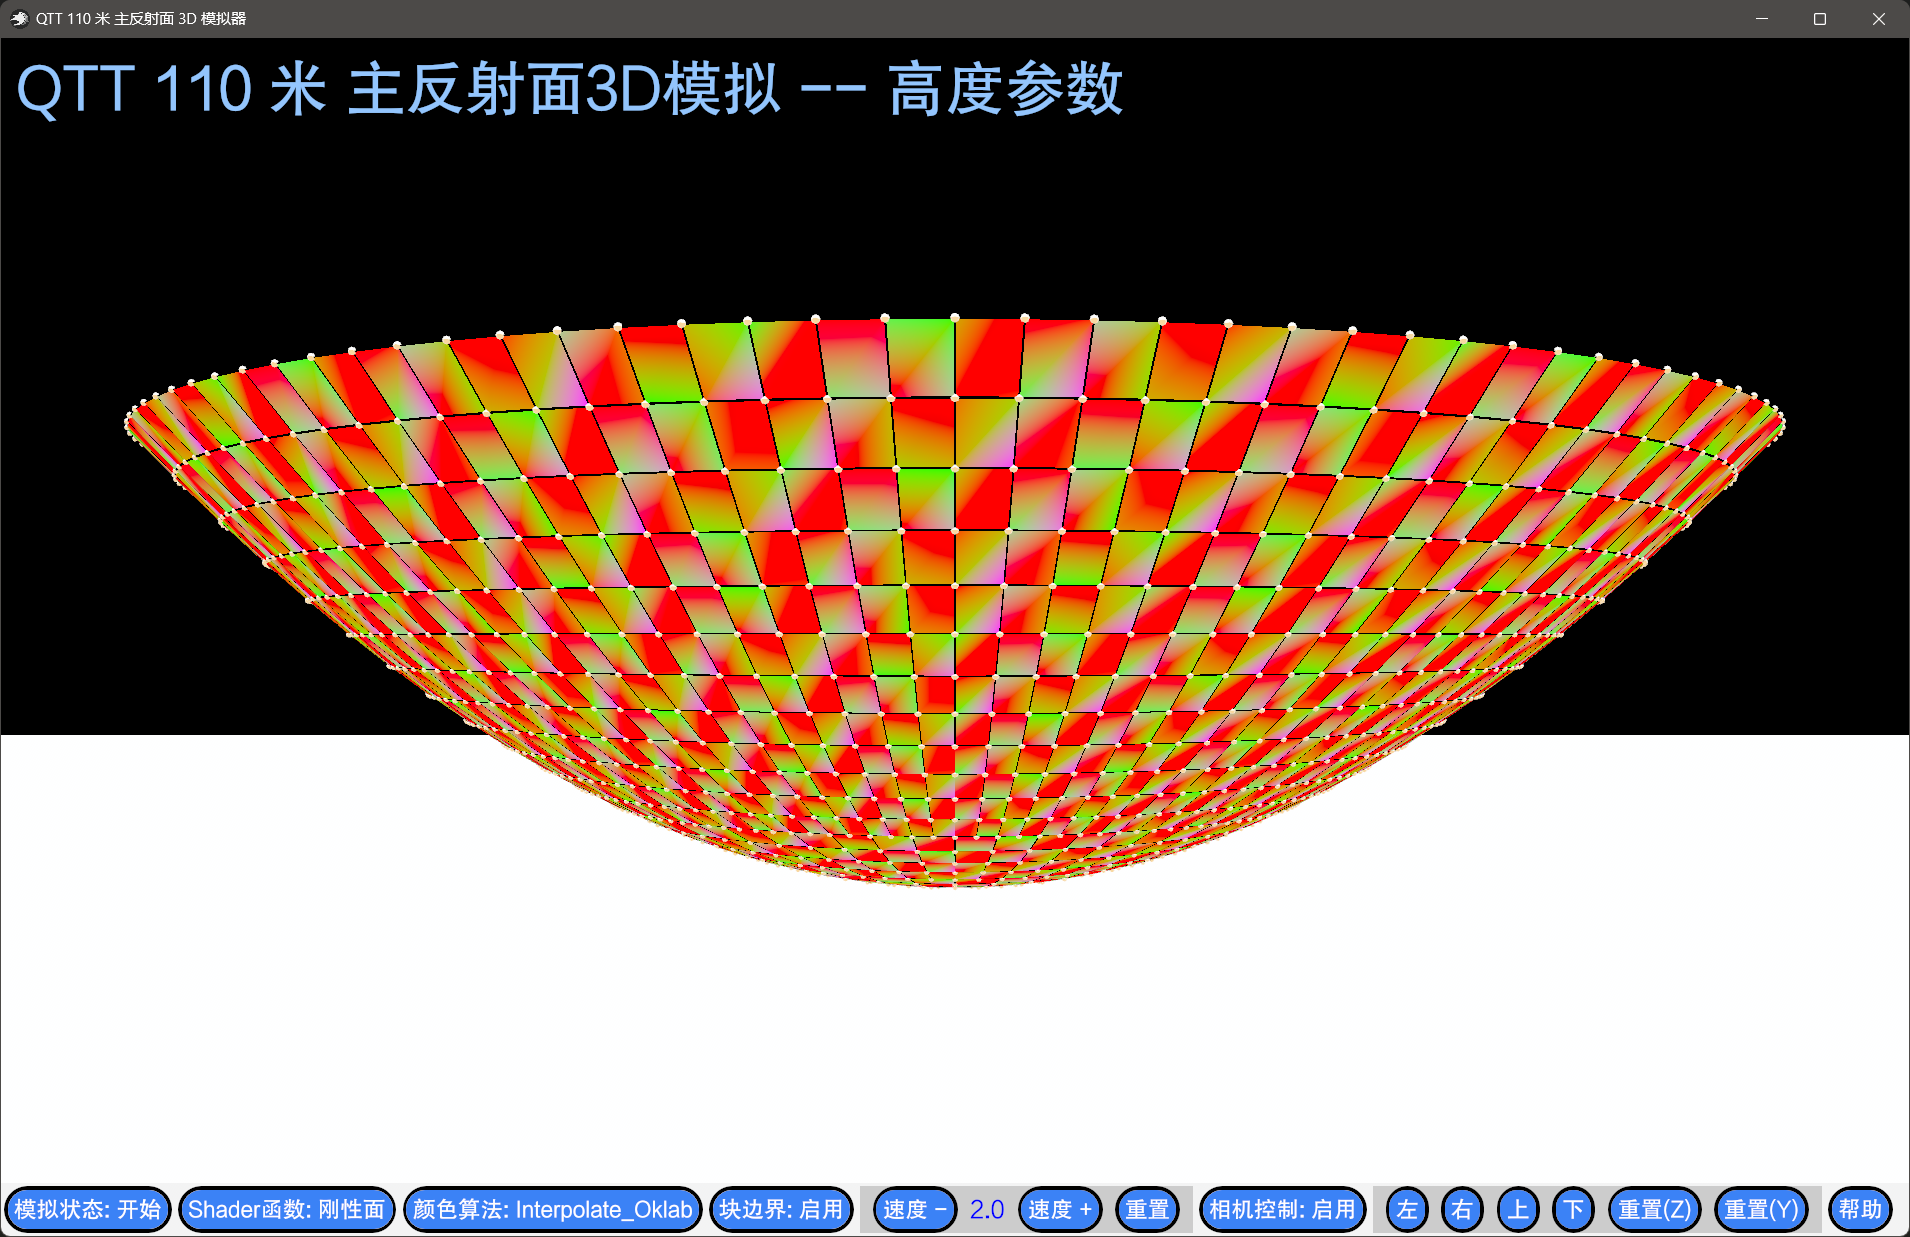 QTT 110 米 主反射面 3D 模拟器
QTT 110 米 主反射面3D模拟 -- 高度参数
模拟状态: 开始 Shader函数: 刚性面 颜色算法: Interpolate_Oklab 块边界: 启用 速度 - 2.0 速度 + 重置 相机控制: 启用 左 右 上 下 重置(Z) 重置(Y) 帮助